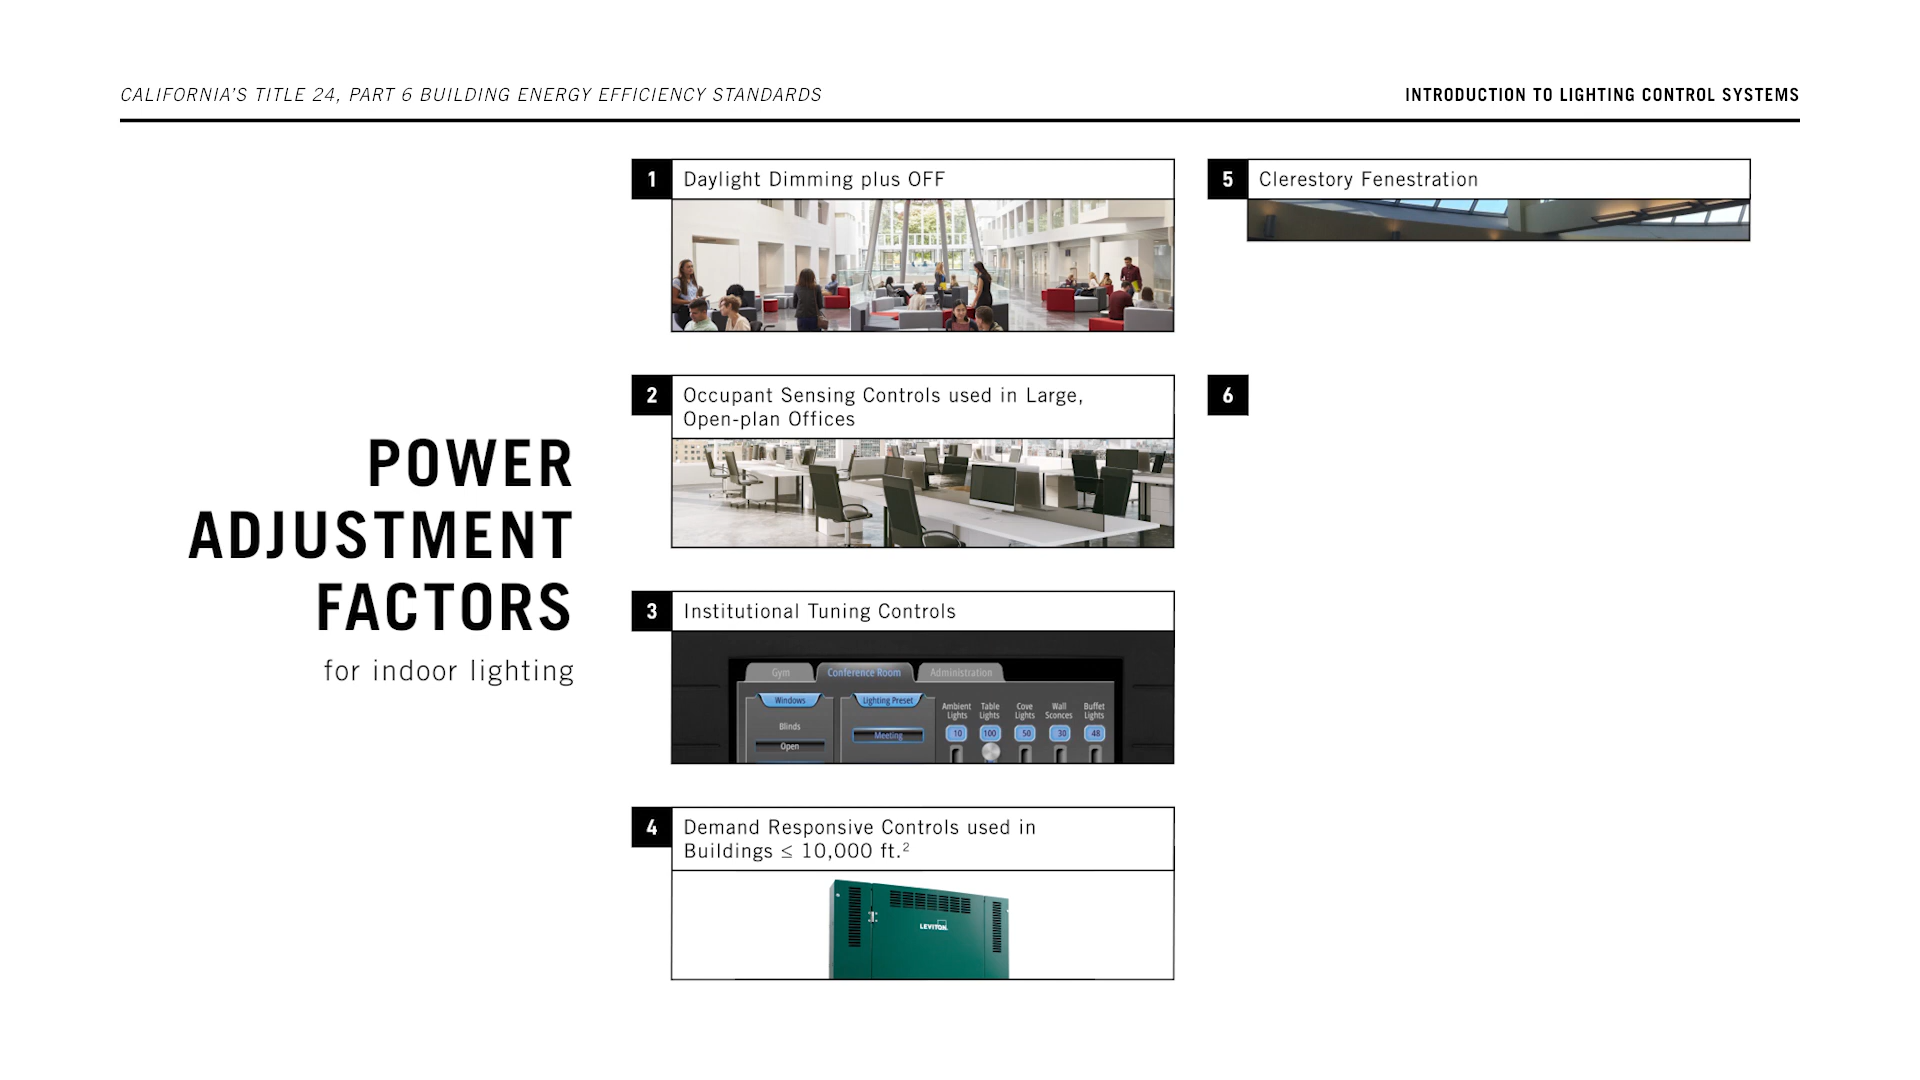 CALIFORNIA'S TITLE 24, PART 6 BUILDING ENERGY EFFICIENCY STANDARDS
INTRODUCTION TO LIGHTING CONTROL SYSTEMS
POWER
ADJUSTMENT
FACTORS
for indoor lighting
1 Daylight Dimming plus OFF
2 Occupant Sensing Controls used in Large,
Open-plan Offices
3 Institutional Tuning Controls
Gym Conference Room Administration
Windows Lighting Preset
Ambient Lights Table Lights Cove Lights Wall Sconces Buffet Lights
Blinds
10 100 50 30 48
Meeting
Open
4 Demand Responsive Controls used in
Buildings ≤ 10,000 ft.²
LEVITON
5 Clerestory Fenestration
6